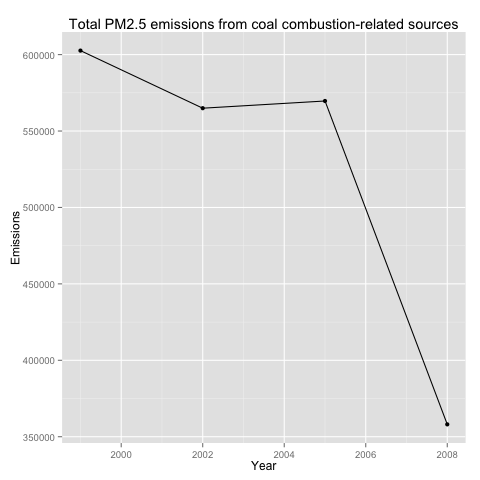 Total PM2.5 emissions from coal combustion-related sources
600000
550000
500000
450000
400000
350000
Emissions
2000 2002 2004 2006 2008
Year